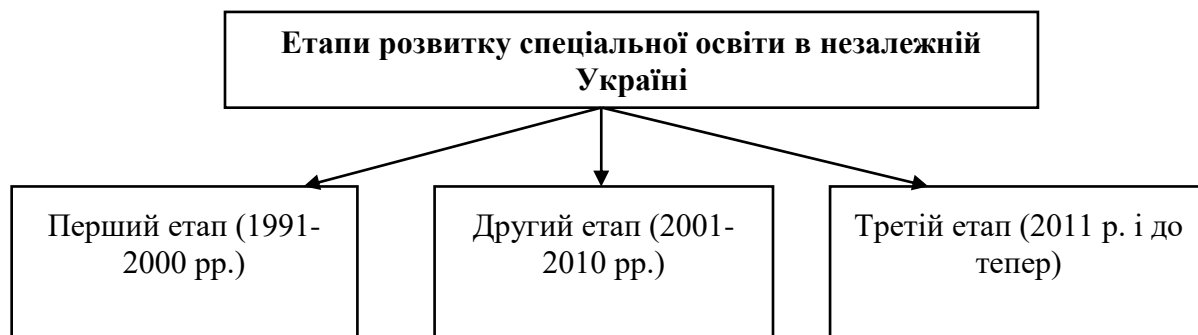 Етапи розвитку спеціальної освіти в незалежній
Україні
Перший етап (1991-
2000 рр.)
Другий етап (2001-
2010 рр.)
Третій етап (2011 р. і до
тепер)